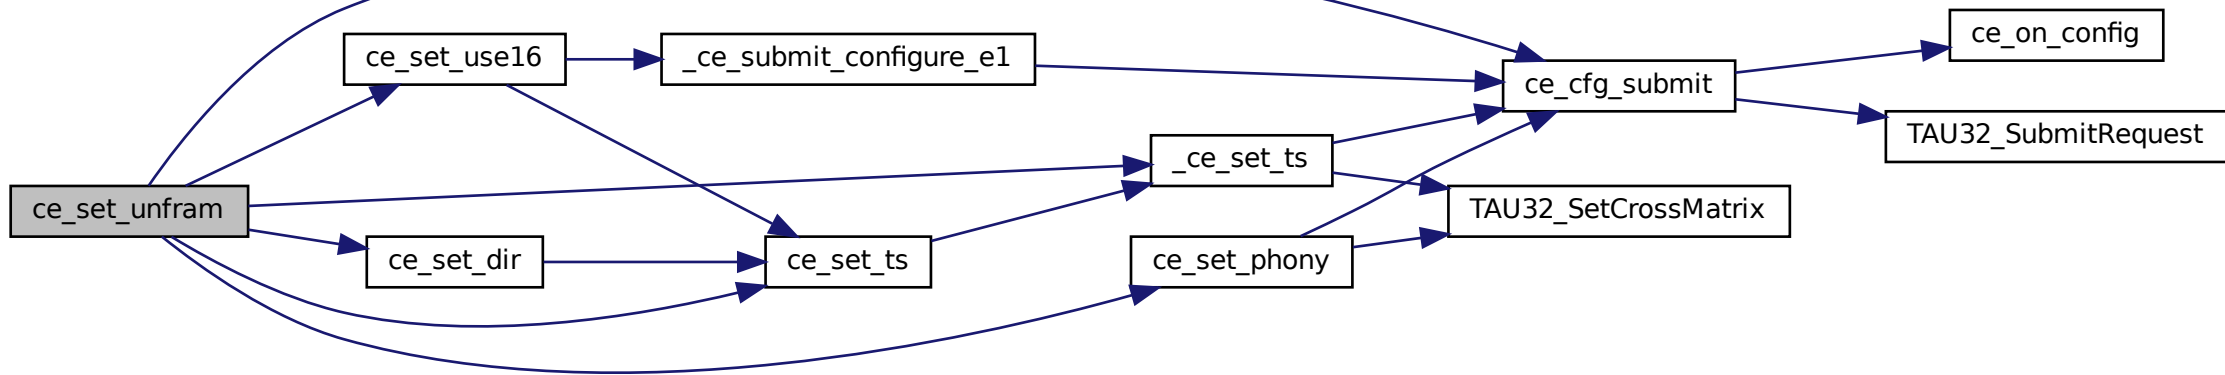 ce_on_config
ce_set_use16
_ce_submit_configure_e1
ce_cfg_submit
TAU32_SubmitRequest
_ce_set_ts
ce_set_unfram
TAU32_SetCrossMatrix
ce_set_dir
ce_set_ts
ce_set_phony